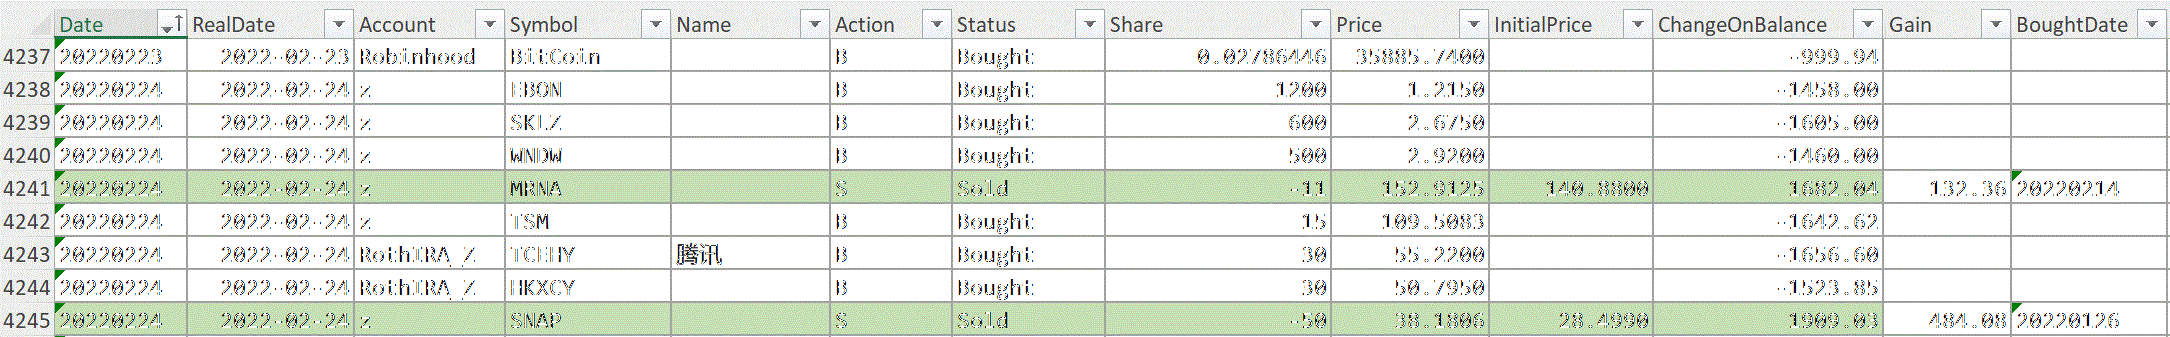 Date RealDate Account Symbol Name Action Status Share Price InitialPrice ChangeOnBalance Gain BoughtDate
4237 20220223 2022-02-23 Robinhood BitCoin B Bought 0.02786446 35885.7400 -999.94
4238 20220224 2022-02-24 z EBON B Bought 1200 1.2150 -1458.00
4239 20220224 2022-02-24 z SKLZ B Bought 600 2.6750 -1605.00
4240 20220224 2022-02-24 z WNDW B Bought 500 2.9200 -1460.00
4241 20220224 2022-02-24 z MRNA S Sold -11 152.9125 140.8800 1682.04 132.36 20220214
4242 20220224 2022-02-24 z TSM B Bought 15 109.5083 -1642.62
4243 20220224 2022-02-24 RothIRA_Z TCEHY 腾讯 B Bought 30 55.2200 -1656.60
4244 20220224 2022-02-24 RothIRA_Z HKXCY B Bought 30 50.7950 -1523.85
4245 20220224 2022-02-24 z SNAP S Sold -50 38.1806 28.4990 1909.03 484.08 20220126